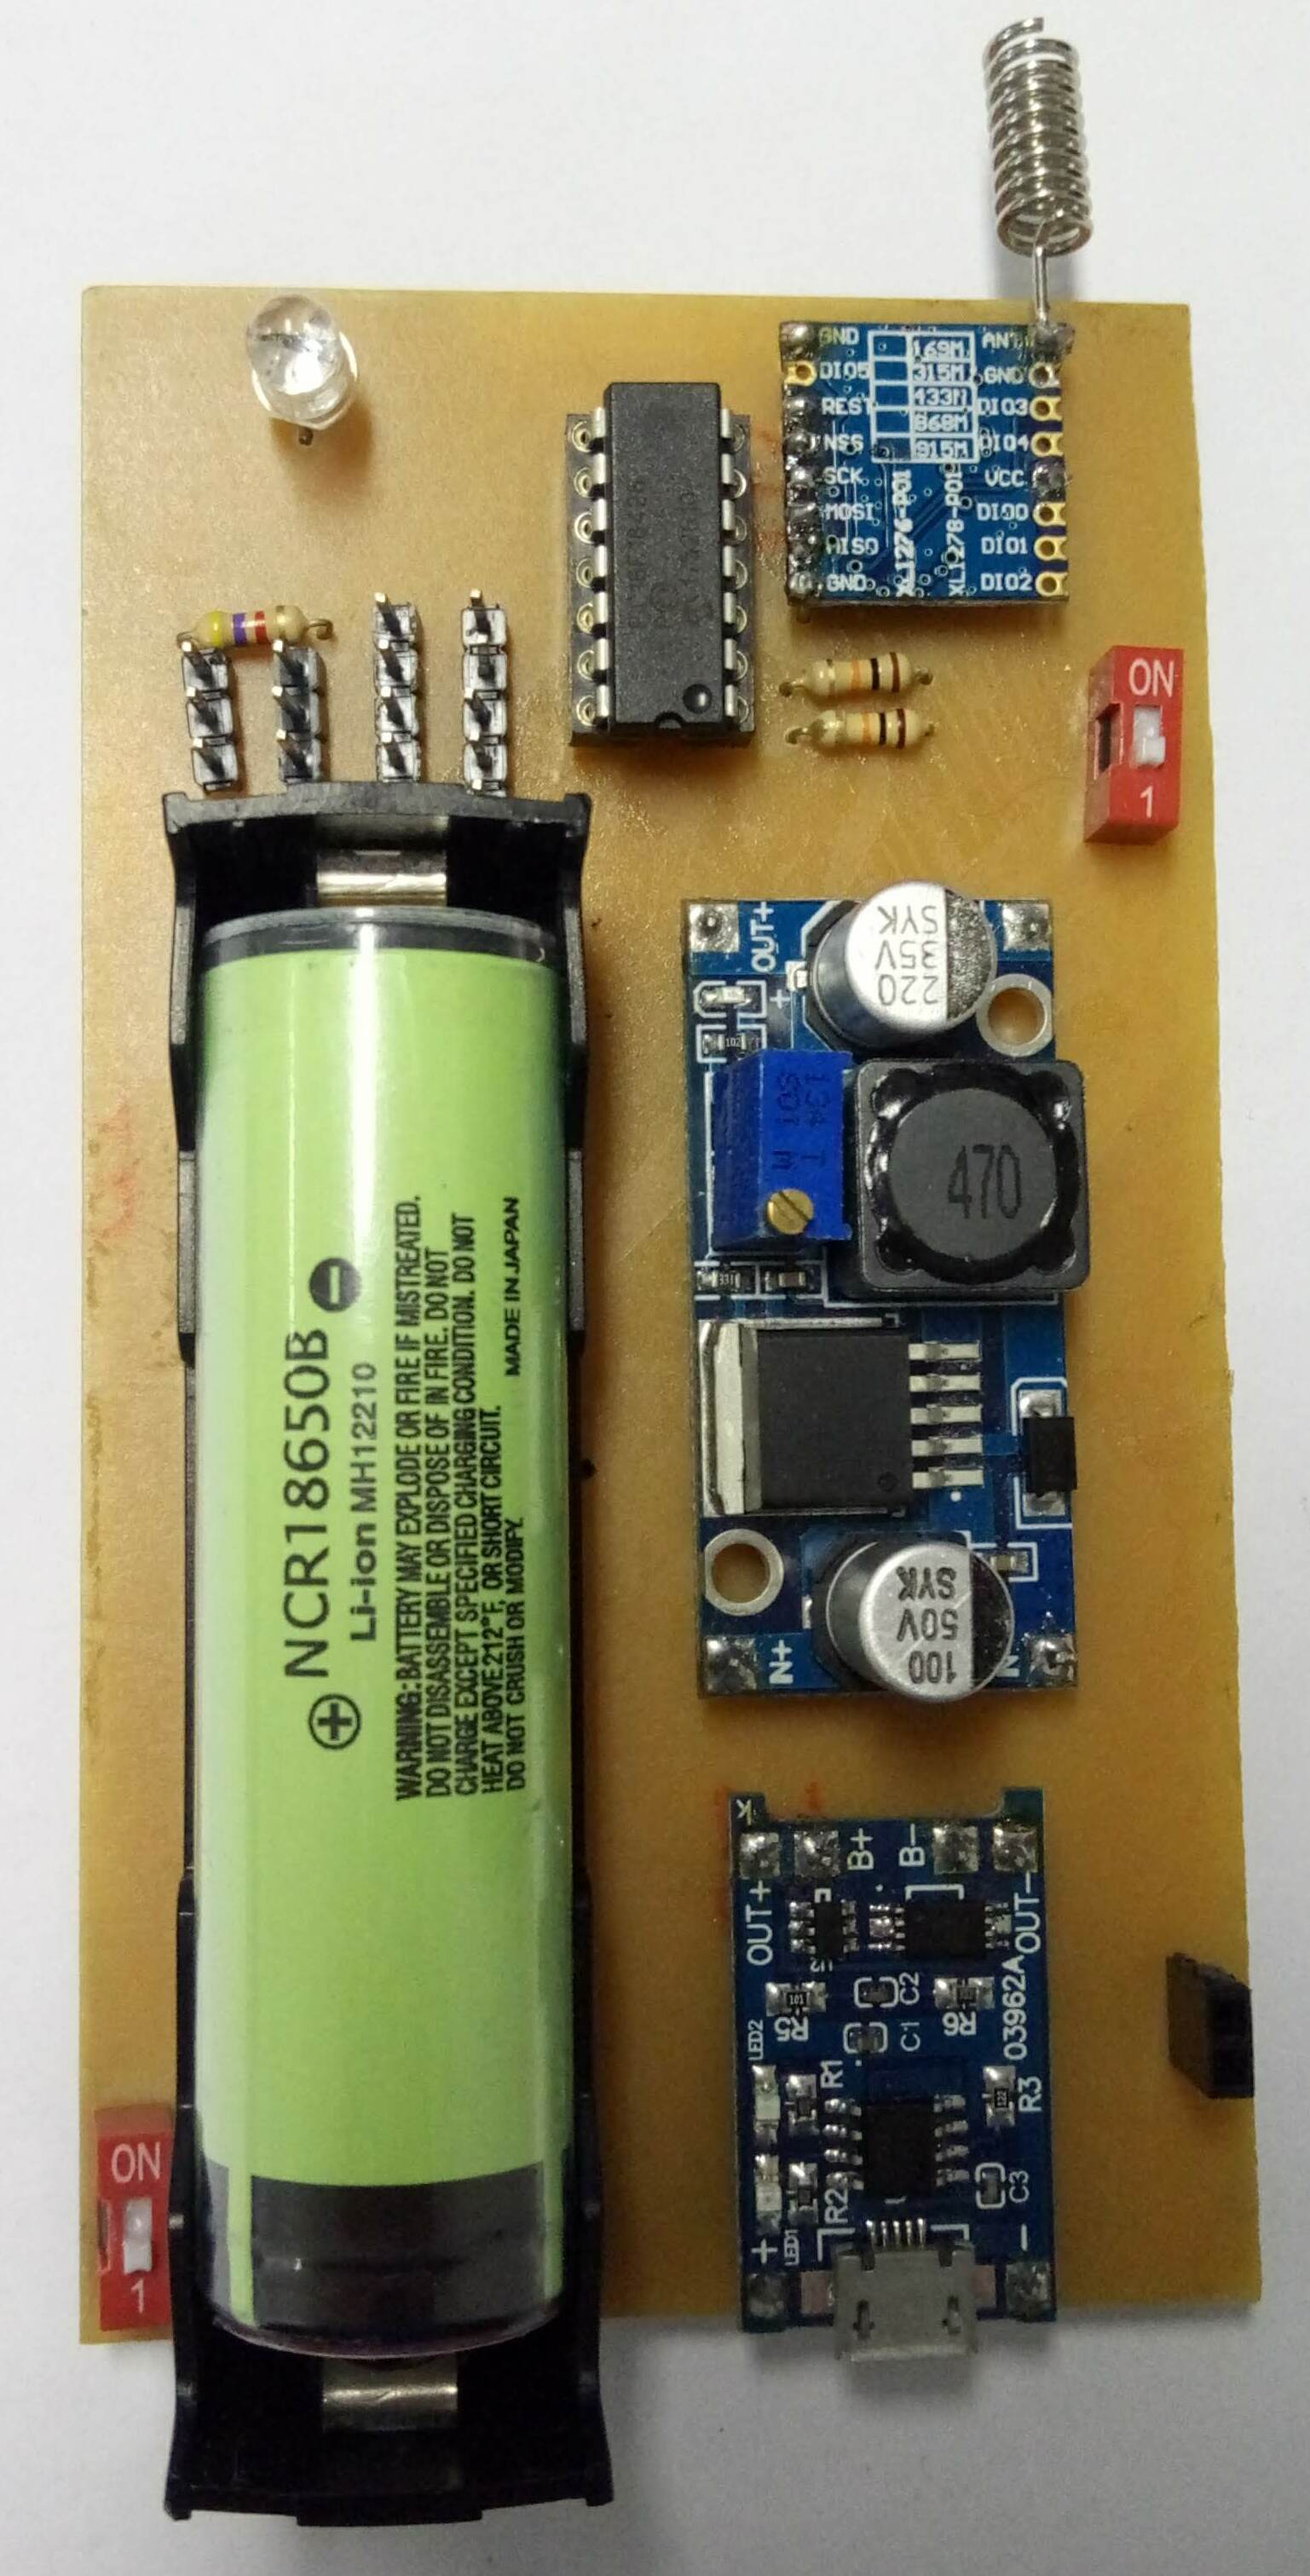 GND
DIO5
REST
NSS
SCK
MOSI
MISO
GND
169M
315M
433M
868M
915M
XL1276-P01
XL1278-P01
ANT
GND
DIO3
DIO4
VCC
DIO0
DIO1
DIO2
ON
1
OUT+
220
35V
SYK
+
102
470
331
100
50V
SYK
N+
N-
⊕ NCR18650B ⊖
Li-ion MH12210
WARNING: BATTERY MAY EXPLODE OR FIRE IF MISTREATED.
DO NOT DISASSEMBLE OR DISPOSE OF IN FIRE. DO NOT
CHARGE EXCEPT SPECIFIED CHARGING CONDITION. DO NOT
HEAT ABOVE 212°F, OR SHORT CIRCUIT.
DO NOT CRUSH OR MODIFY.
MADE IN JAPAN
OUT+
B+
B-
OUT-
C2
C1
R5
101
R6
03962A
LED2
R1
R3
122
R2
C3
LED1
+
-
ON
1